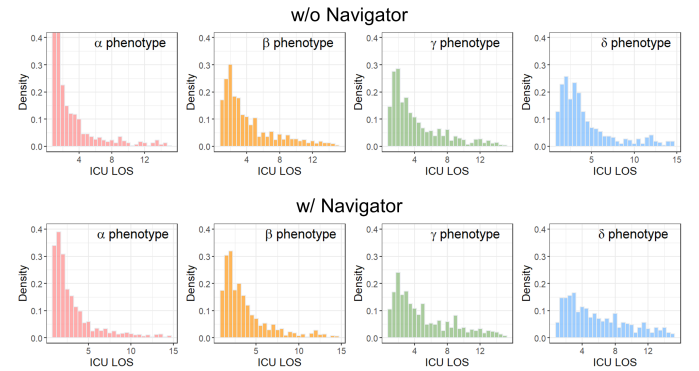 w/o Navigator
α phenotype β phenotype γ phenotype δ phenotype
0.4 0.4 0.4 0.4
0.3 0.3 0.3 0.3
0.2 0.2 0.2 0.2
0.1 0.1 0.1 0.1
0.0 0.0 0.0 0.0
Density Density Density Density
4 8 12 4 8 12 4 8 12 5 10 15
ICU LOS ICU LOS ICU LOS ICU LOS
w/ Navigator
α phenotype β phenotype γ phenotype δ phenotype
0.4 0.4 0.4 0.4
0.3 0.3 0.3 0.3
0.2 0.2 0.2 0.2
0.1 0.1 0.1 0.1
0.0 0.0 0.0 0.0
Density Density Density Density
5 10 15 5 10 15 4 8 12 4 8 12
ICU LOS ICU LOS ICU LOS ICU LOS